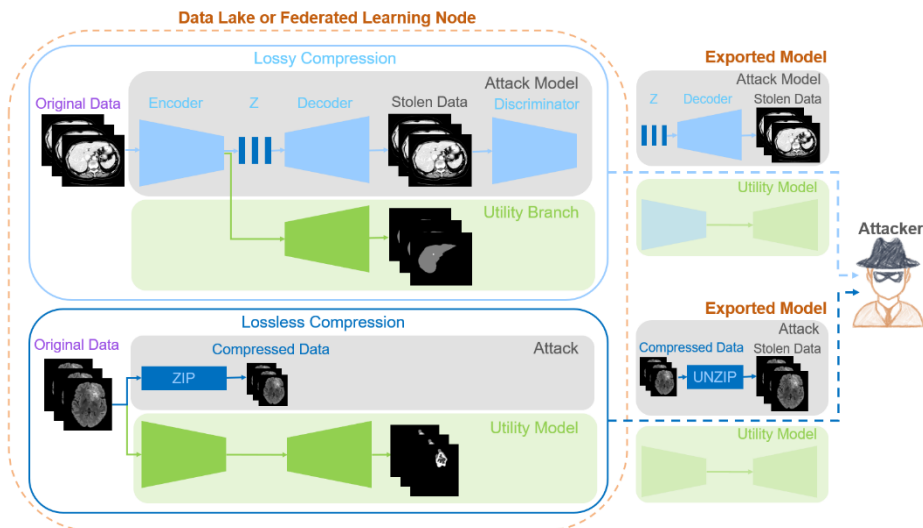 Data Lake or Federated Learning Node
Lossy Compression
Attack Model
Original Data
Encoder
Z
Decoder
Stolen Data
Discriminator
Utility Branch
Exported Model
Attack Model
Z
Decoder
Stolen Data
Utility Model
Attacker
Lossless Compression
Original Data
Compressed Data
Attack
ZIP
Utility Model
Exported Model
Attack
Compressed Data
Stolen Data
UNZIP
Utility Model